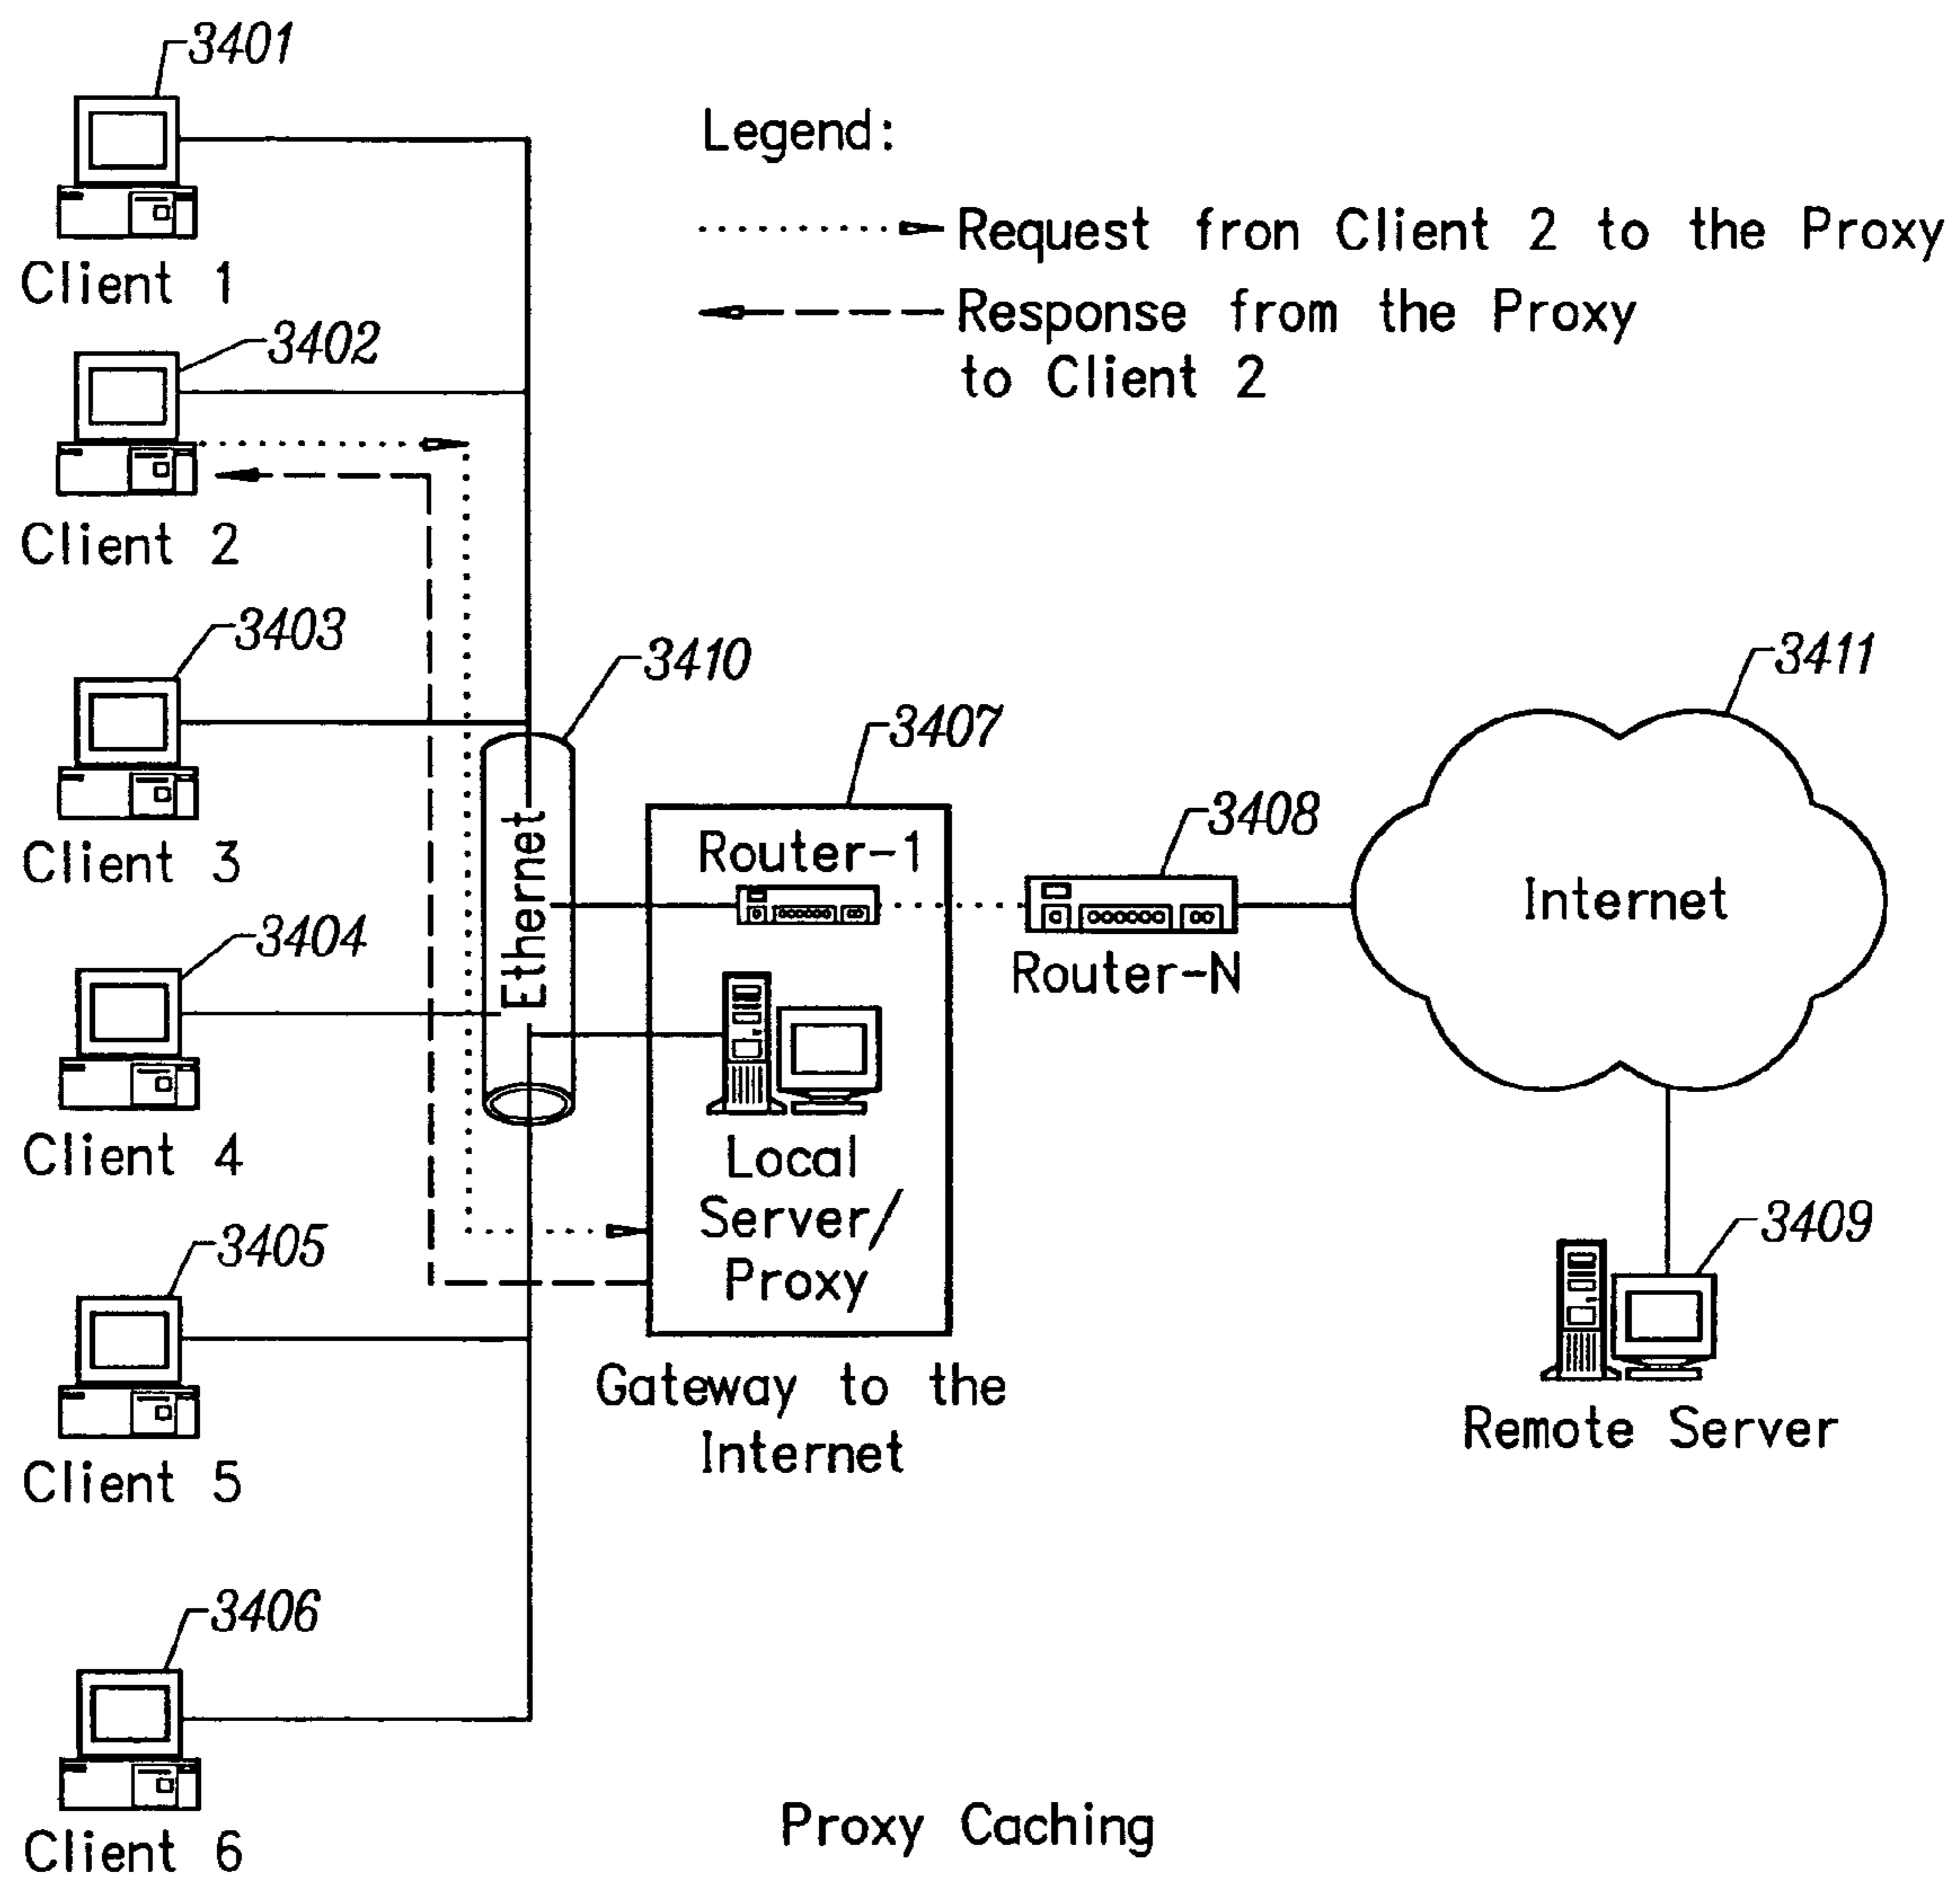 3401
Client 1
Legend:
Request fron Client 2 to the Proxy
Response from the Proxy
to Client 2
3402
Client 2
3403
Client 3
3410
3407
Ethernet
Router-1
3408
Router-N
3411
Internet
3404
Client 4
Local
Server/
Proxy
Gateway to the
Internet
3409
Remote Server
3405
Client 5
3406
Client 6
Proxy Caching